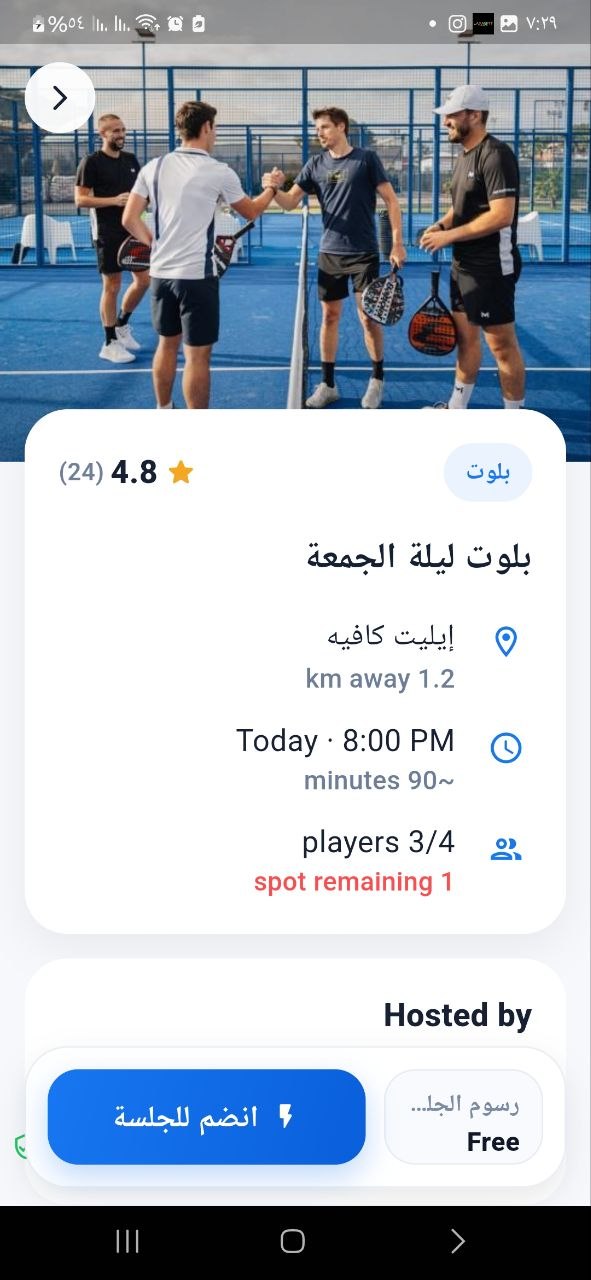 ٧:٢٩
%٥٤
بلوت
4.8 (24)
بلوت ليلة الجمعة
إيليت كافيه
km away 1.2
Today · 8:00 PM
minutes 90~
players 3/4
spot remaining 1
Hosted by
رسوم الجلـ...
Free
انضم للجلسة